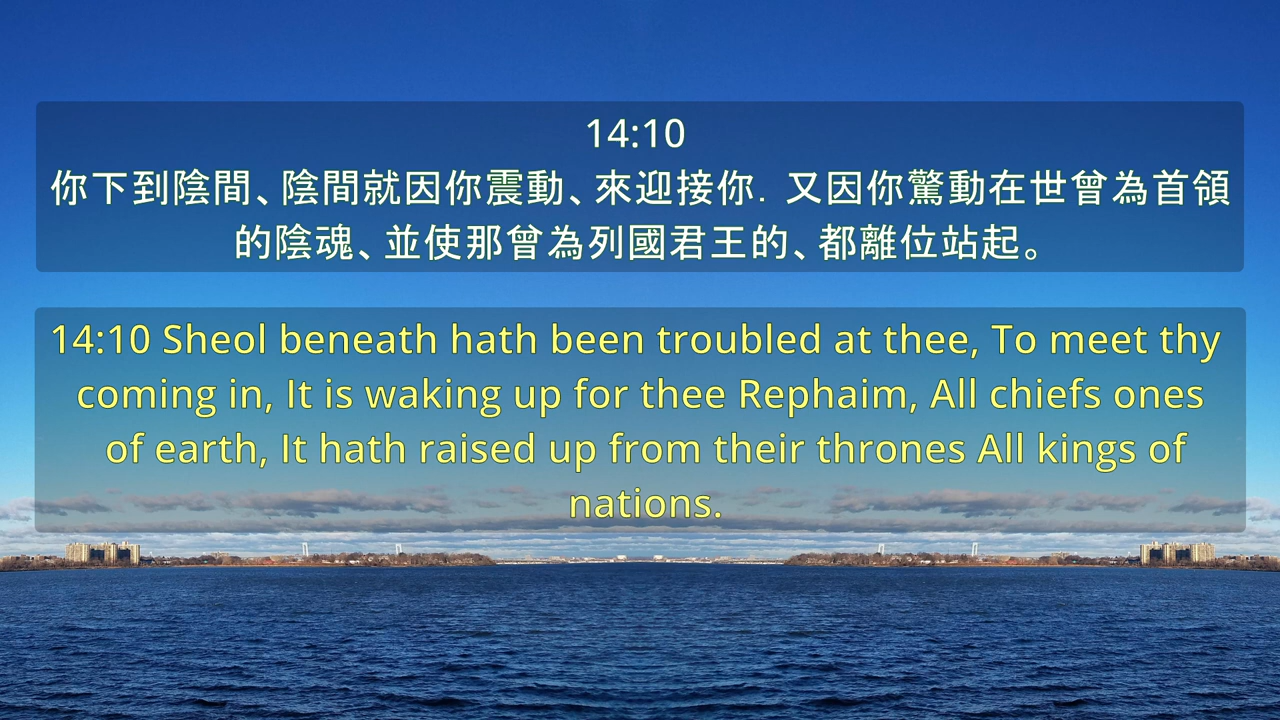 14:10
你下到陰間、陰間就因你震動、來迎接你．又因你驚動在世曾為首領
的陰魂、並使那曾為列國君王的、都離位站起。
14:10 Sheol beneath hath been troubled at thee, To meet thy
coming in, It is waking up for thee Rephaim, All chiefs ones
of earth, It hath raised up from their thrones All kings of
nations.